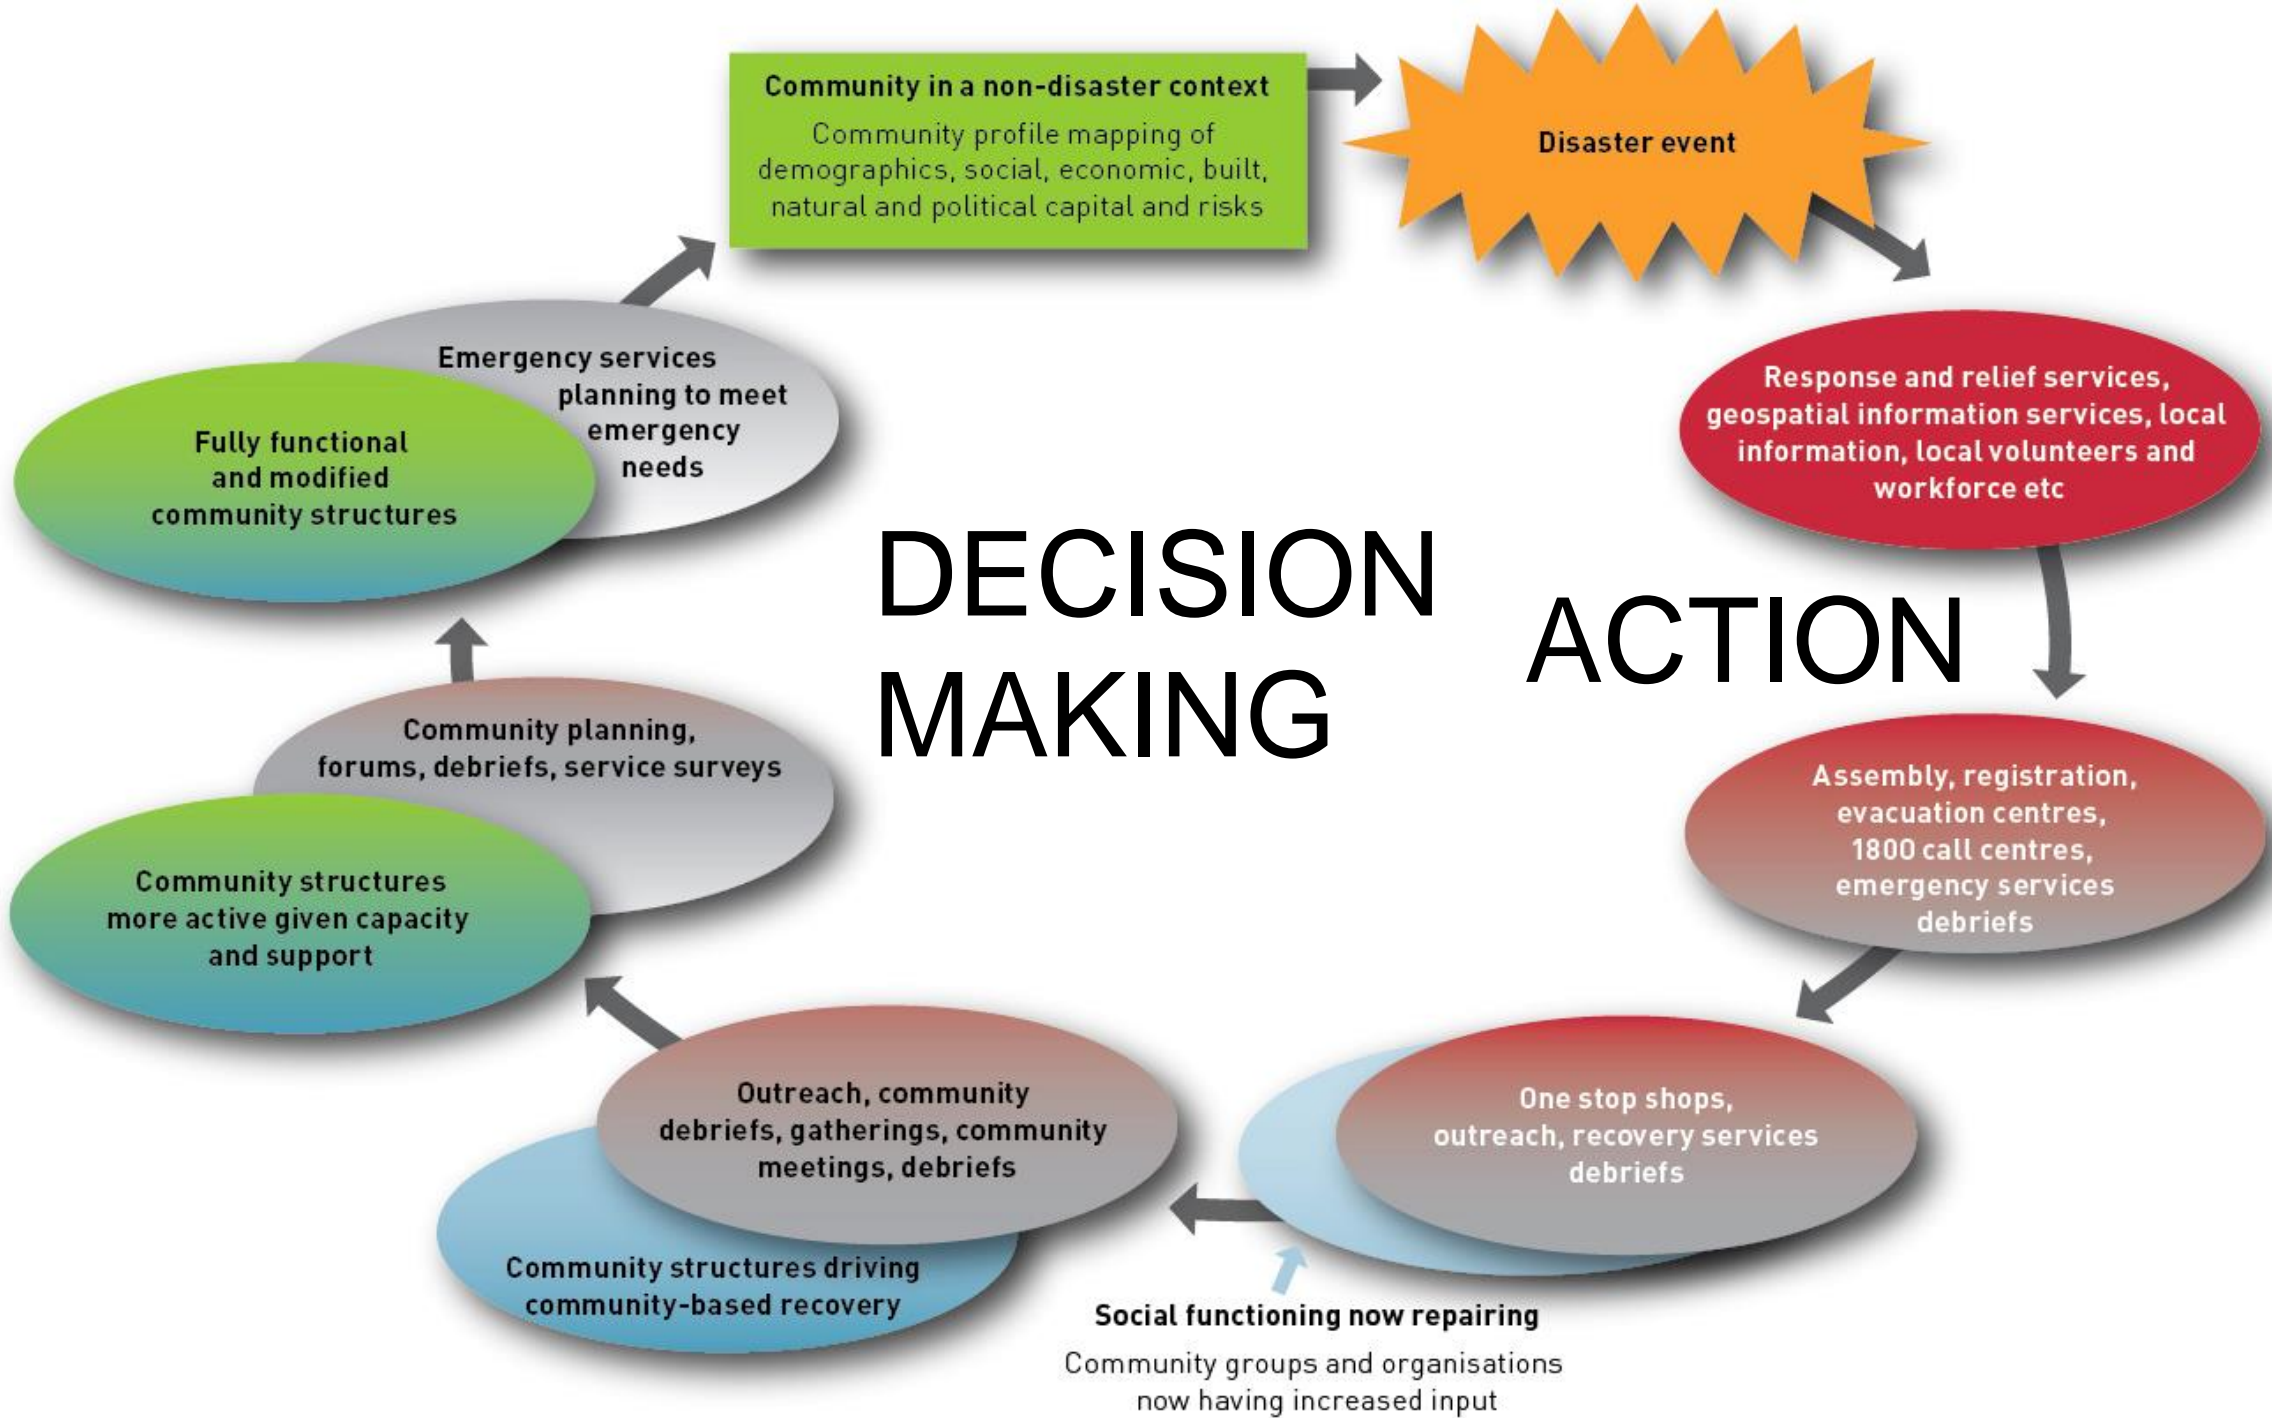 Community in a non-disaster context
Community profile mapping of
demographics, social, economic, built,
natural and political capital and risks
Disaster event
Response and relief services,
geospatial information services, local
information, local volunteers and
workforce etc
Assembly, registration,
evacuation centres,
1800 call centres,
emergency services
debriefs
One stop shops,
outreach, recovery services
debriefs
Social functioning now repairing
Community groups and organisations
now having increased input
Outreach, community
debriefs, gatherings, community
meetings, debriefs
Community structures driving
community-based recovery
Community planning,
forums, debriefs, service surveys
Community structures
more active given capacity
and support
Emergency services
planning to meet
emergency
needs
Fully functional
and modified
community structures
DECISION
MAKING
ACTION